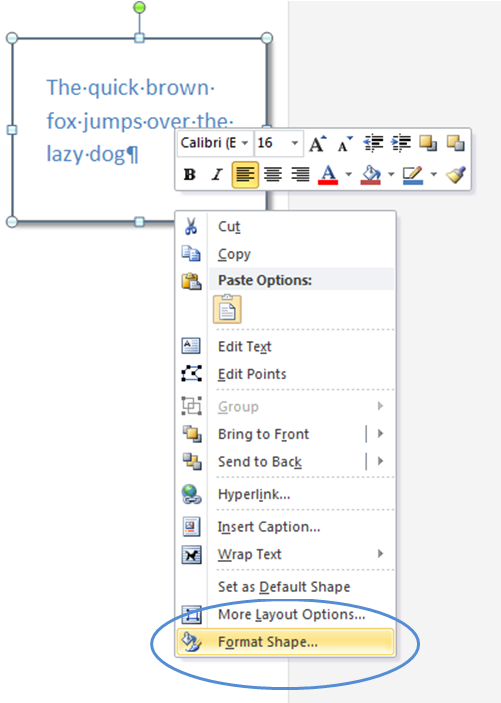 The·quick·brown·
fox·jumps·over·the·
lazy·dog¶
Calibri (E 16 A A
B I A
Cut
Copy
Paste Options:
Edit Text
Edit Points
Group
Bring to Front
Send to Back
Hyperlink...
Insert Caption...
Wrap Text
Set as Default Shape
More Layout Options...
Format Shape...